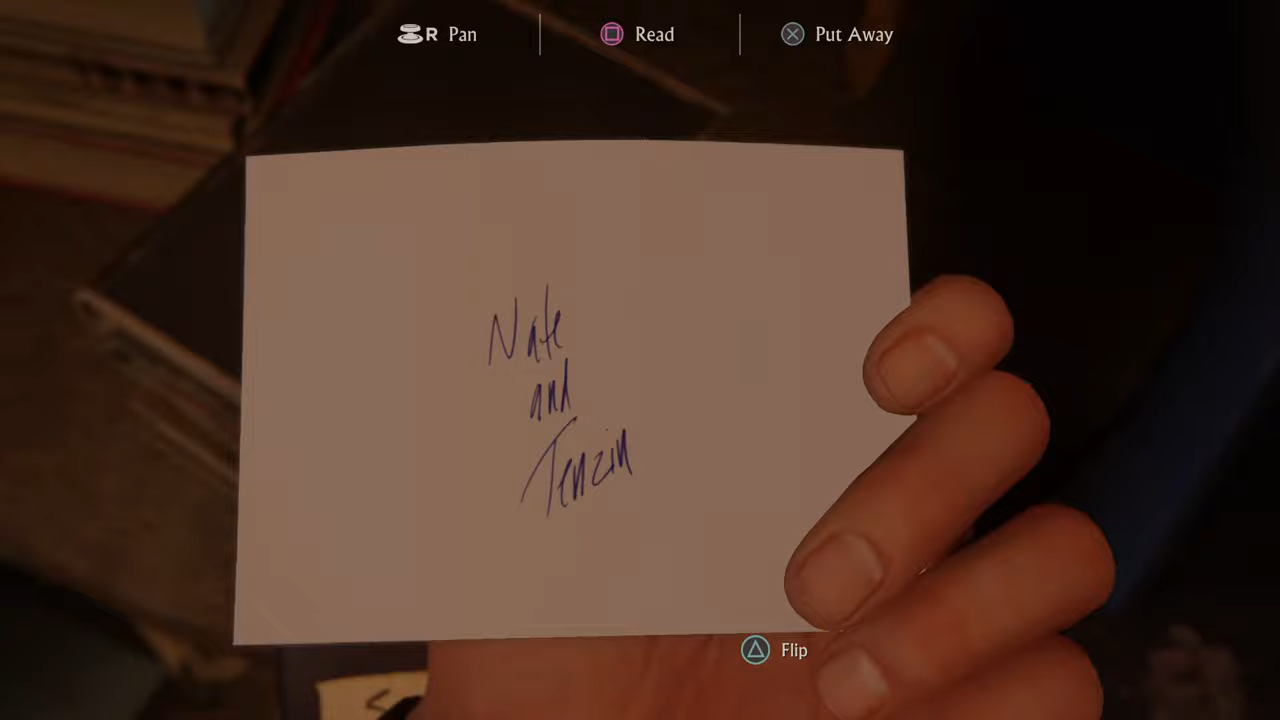 R Pan
Read
Put Away
Nate
and
Tenzin
Flip